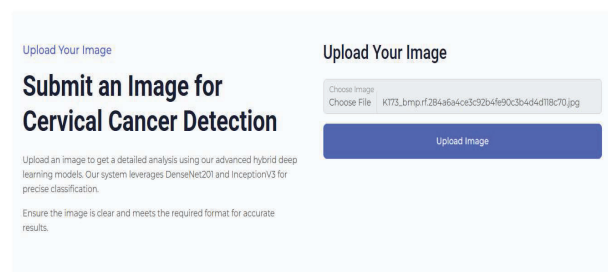 Upload Your Image
Submit an Image for
Cervical Cancer Detection
Upload an image to get a detailed analysis using our advanced hybrid deep
learning models. Our system leverages DenseNet201 and InceptionV3 for
precise classification.
Ensure the image is clear and meets the required format for accurate
results.
Upload Your Image
Choose Image
Choose File K173_bmp.rf.284a6a4ce3c92b4fe90c3b4d4d118c70.jpg
Upload Image